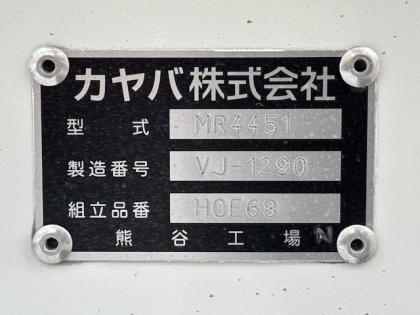 カヤバ株式会社
型 式 MR4451
製造番号 VJ-1290
組立品番 H0E68
熊谷工場 N